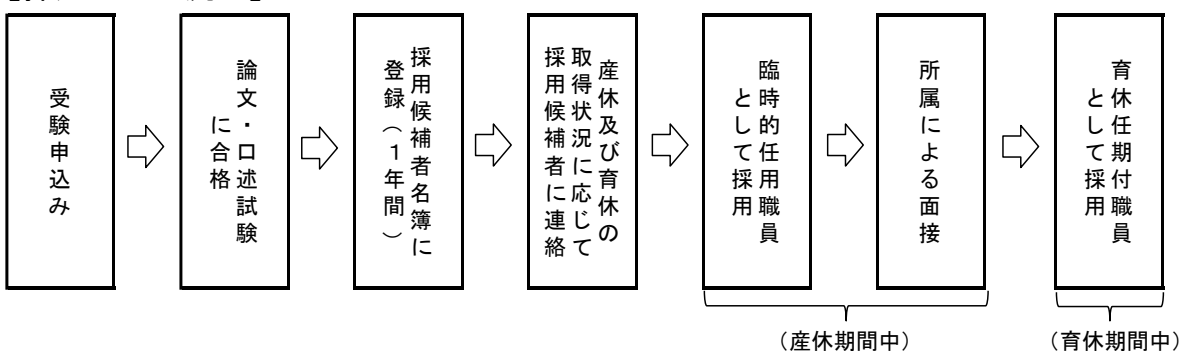 受験申込み
論文・口述試験
に合格
採用候補者名簿に
登録（１年間）
産休及び育休の
取得状況に応じて
採用候補者に連絡
臨時的任用職員
として採用
所属による面接
育休任期付職員
として採用
（産休期間中）
（育休期間中）